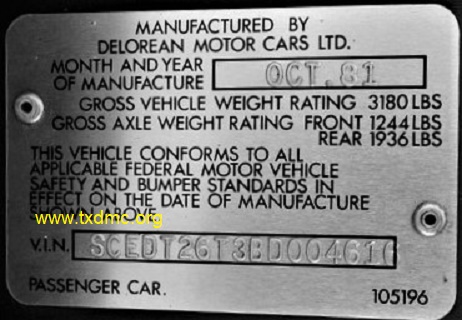 MANUFACTURED BY
DELOREAN MOTOR CARS LTD.
MONTH AND YEAR
OF MANUFACTURE OCT.81
GROSS VEHICLE WEIGHT RATING 3180 LBS
GROSS AXLE WEIGHT RATING FRONT 1244 LBS
REAR 1936 LBS
THIS VEHICLE CONFORMS TO ALL
APPLICABLE FEDERAL MOTOR VEHICLE
SAFETY AND BUMPER STANDARDS IN
EFFECT ON THE DATE OF MANUFACTURE
SHOWN ABOVE
www.txdmc.org
V.I.N. SCEDT26T3BD004616
PASSENGER CAR. 105196